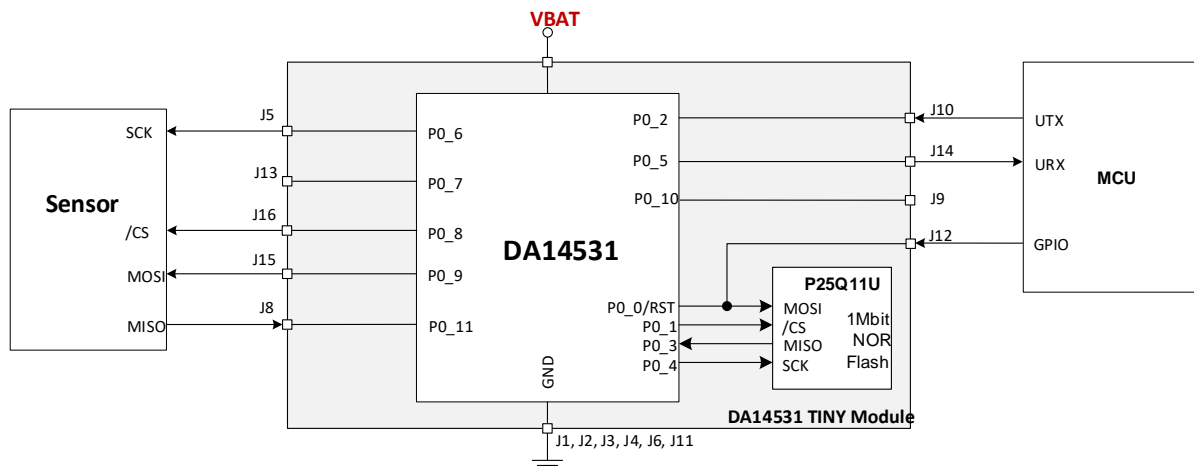 VBAT
Sensor
SCK
/CS
MOSI
MISO
J5
J13
J16
J15
J8
P0_6
P0_7
P0_8
P0_9
P0_11
DA14531
GND
P0_2
P0_5
P0_10
P0_0/RST
P0_1
P0_3
P0_4
P25Q11U
MOSI
/CS
MISO
SCK
1Mbit
NOR
Flash
DA14531 TINY Module
J1, J2, J3, J4, J6, J11
J10
J14
J9
J12
UTX
URX
GPIO
MCU